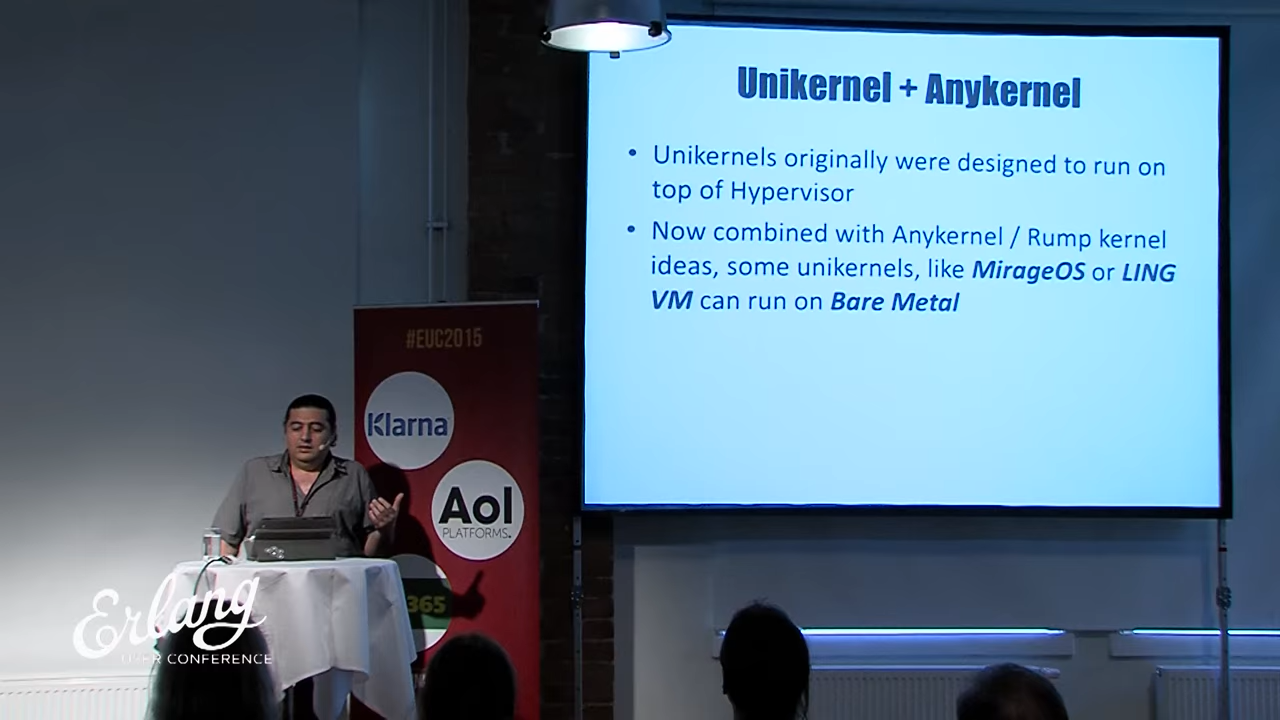 Unikernel + Anykernel
• Unikernels originally were designed to run on
top of Hypervisor
• Now combined with Anykernel / Rump kernel
ideas, some unikernels, like MirageOS or LING
VM can run on Bare Metal
#EUC2015
Klarna
Aol
PLATFORMS.
365
Erlang
USER CONFERENCE